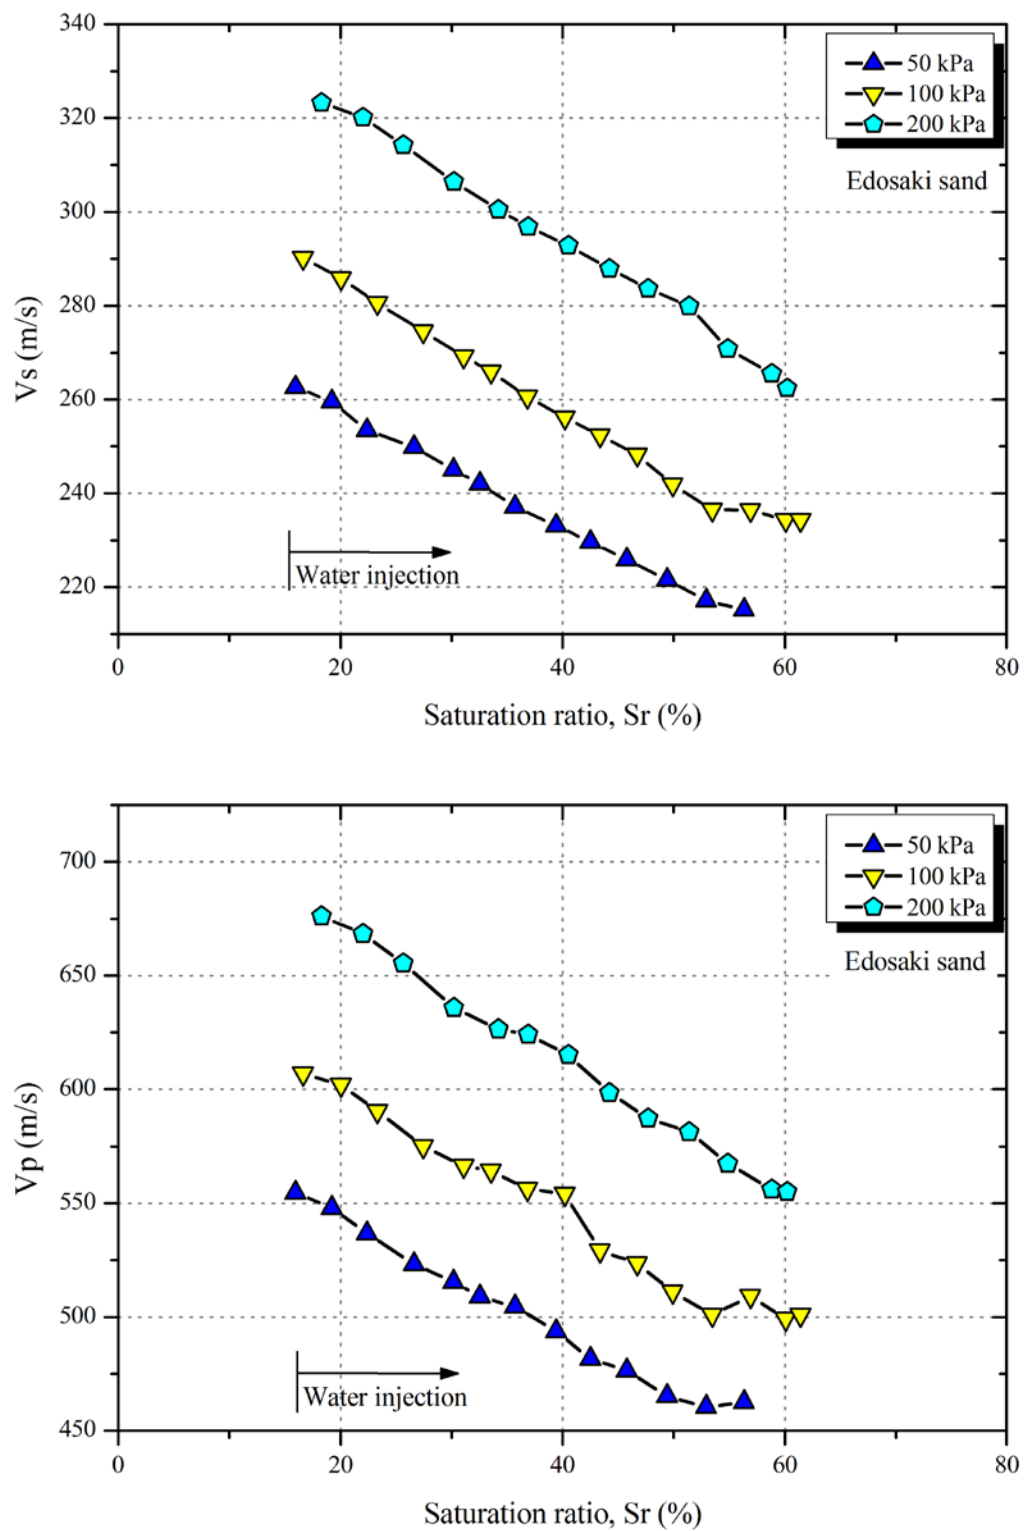 340
320
300
280
260
240
220
Vs (m/s)
50 kPa
100 kPa
200 kPa
Edosaki sand
Water injection
0
20
40
60
80
Saturation ratio, Sr (%)
700
650
600
550
500
450
Vp (m/s)
50 kPa
100 kPa
200 kPa
Edosaki sand
Water injection
0
20
40
60
80
Saturation ratio, Sr (%)